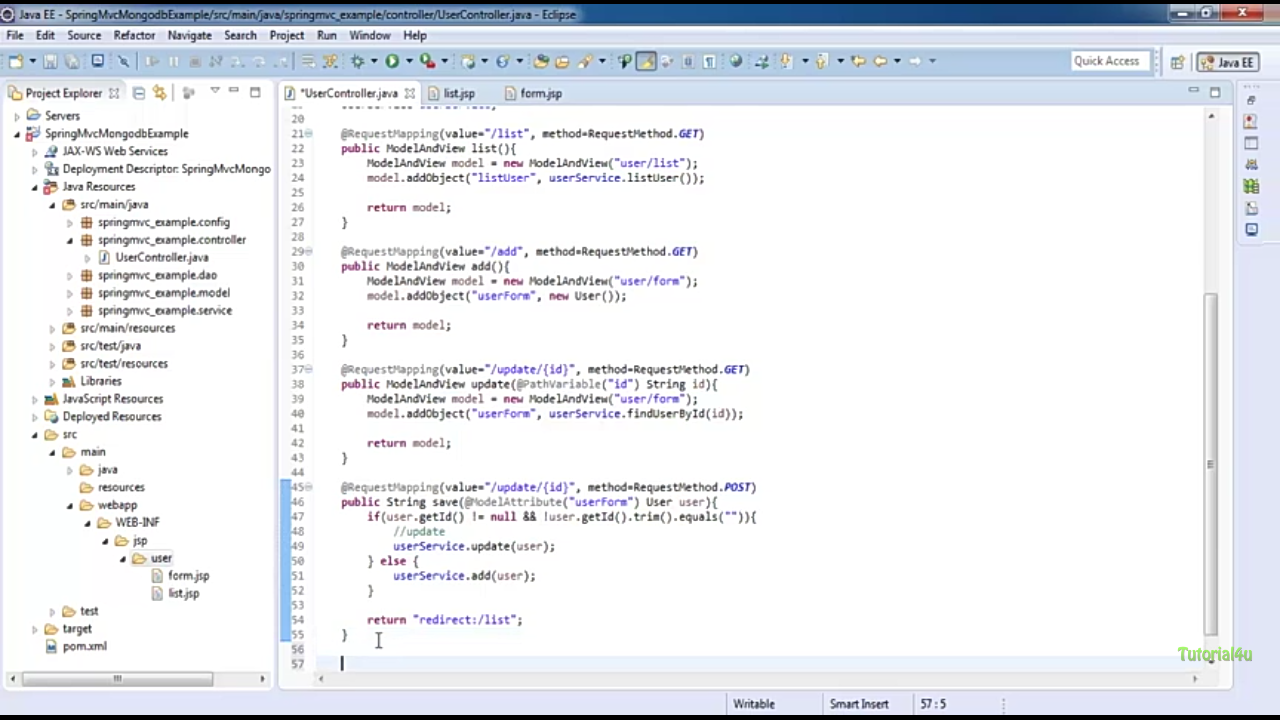 Java EE - SpringMvcMongodbExample/src/main/java/springmvc_example/controller/UserController.java - Eclipse
File Edit Source Refactor Navigate Search Project Run Window Help
Quick Access
Java EE
Project Explorer
*UserController.java list.jsp form.jsp
Servers
SpringMvcMongodbExample
JAX-WS Web Services
Deployment Descriptor: SpringMvcMongo
Java Resources
src/main/java
springmvc_example.config
springmvc_example.controller
UserController.java
springmvc_example.dao
springmvc_example.model
springmvc_example.service
src/main/resources
src/test/java
src/test/resources
Libraries
JavaScript Resources
Deployed Resources
src
main
java
resources
webapp
WEB-INF
jsp
user
form.jsp
list.jsp
test
target
pom.xml
20
21 @RequestMapping(value="/list", method=RequestMethod.GET)
22 public ModelAndView list(){
23 ModelAndView model = new ModelAndView("user/list");
24 model.addObject("listUser", userService.listUser());
25
26 return model;
27 }
28
29 @RequestMapping(value="/add", method=RequestMethod.GET)
30 public ModelAndView add(){
31 ModelAndView model = new ModelAndView("user/form");
32 model.addObject("userForm", new User());
33
34 return model;
35 }
36
37 @RequestMapping(value="/update/{id}", method=RequestMethod.GET)
38 public ModelAndView update(@PathVariable("id") String id){
39 ModelAndView model = new ModelAndView("user/form");
40 model.addObject("userForm", userService.findUserById(id));
41
42 return model;
43 }
44
45 @RequestMapping(value="/update/{id}", method=RequestMethod.POST)
46 public String save(@ModelAttribute("userForm") User user){
47 if(user.getId() != null && !user.getId().trim().equals("")){
48 //update
49 userService.update(user);
50 } else {
51 userService.add(user);
52 }
53
54 return "redirect:/list";
55 }
56
57
Tutorial4u
Writable Smart Insert 57 : 5